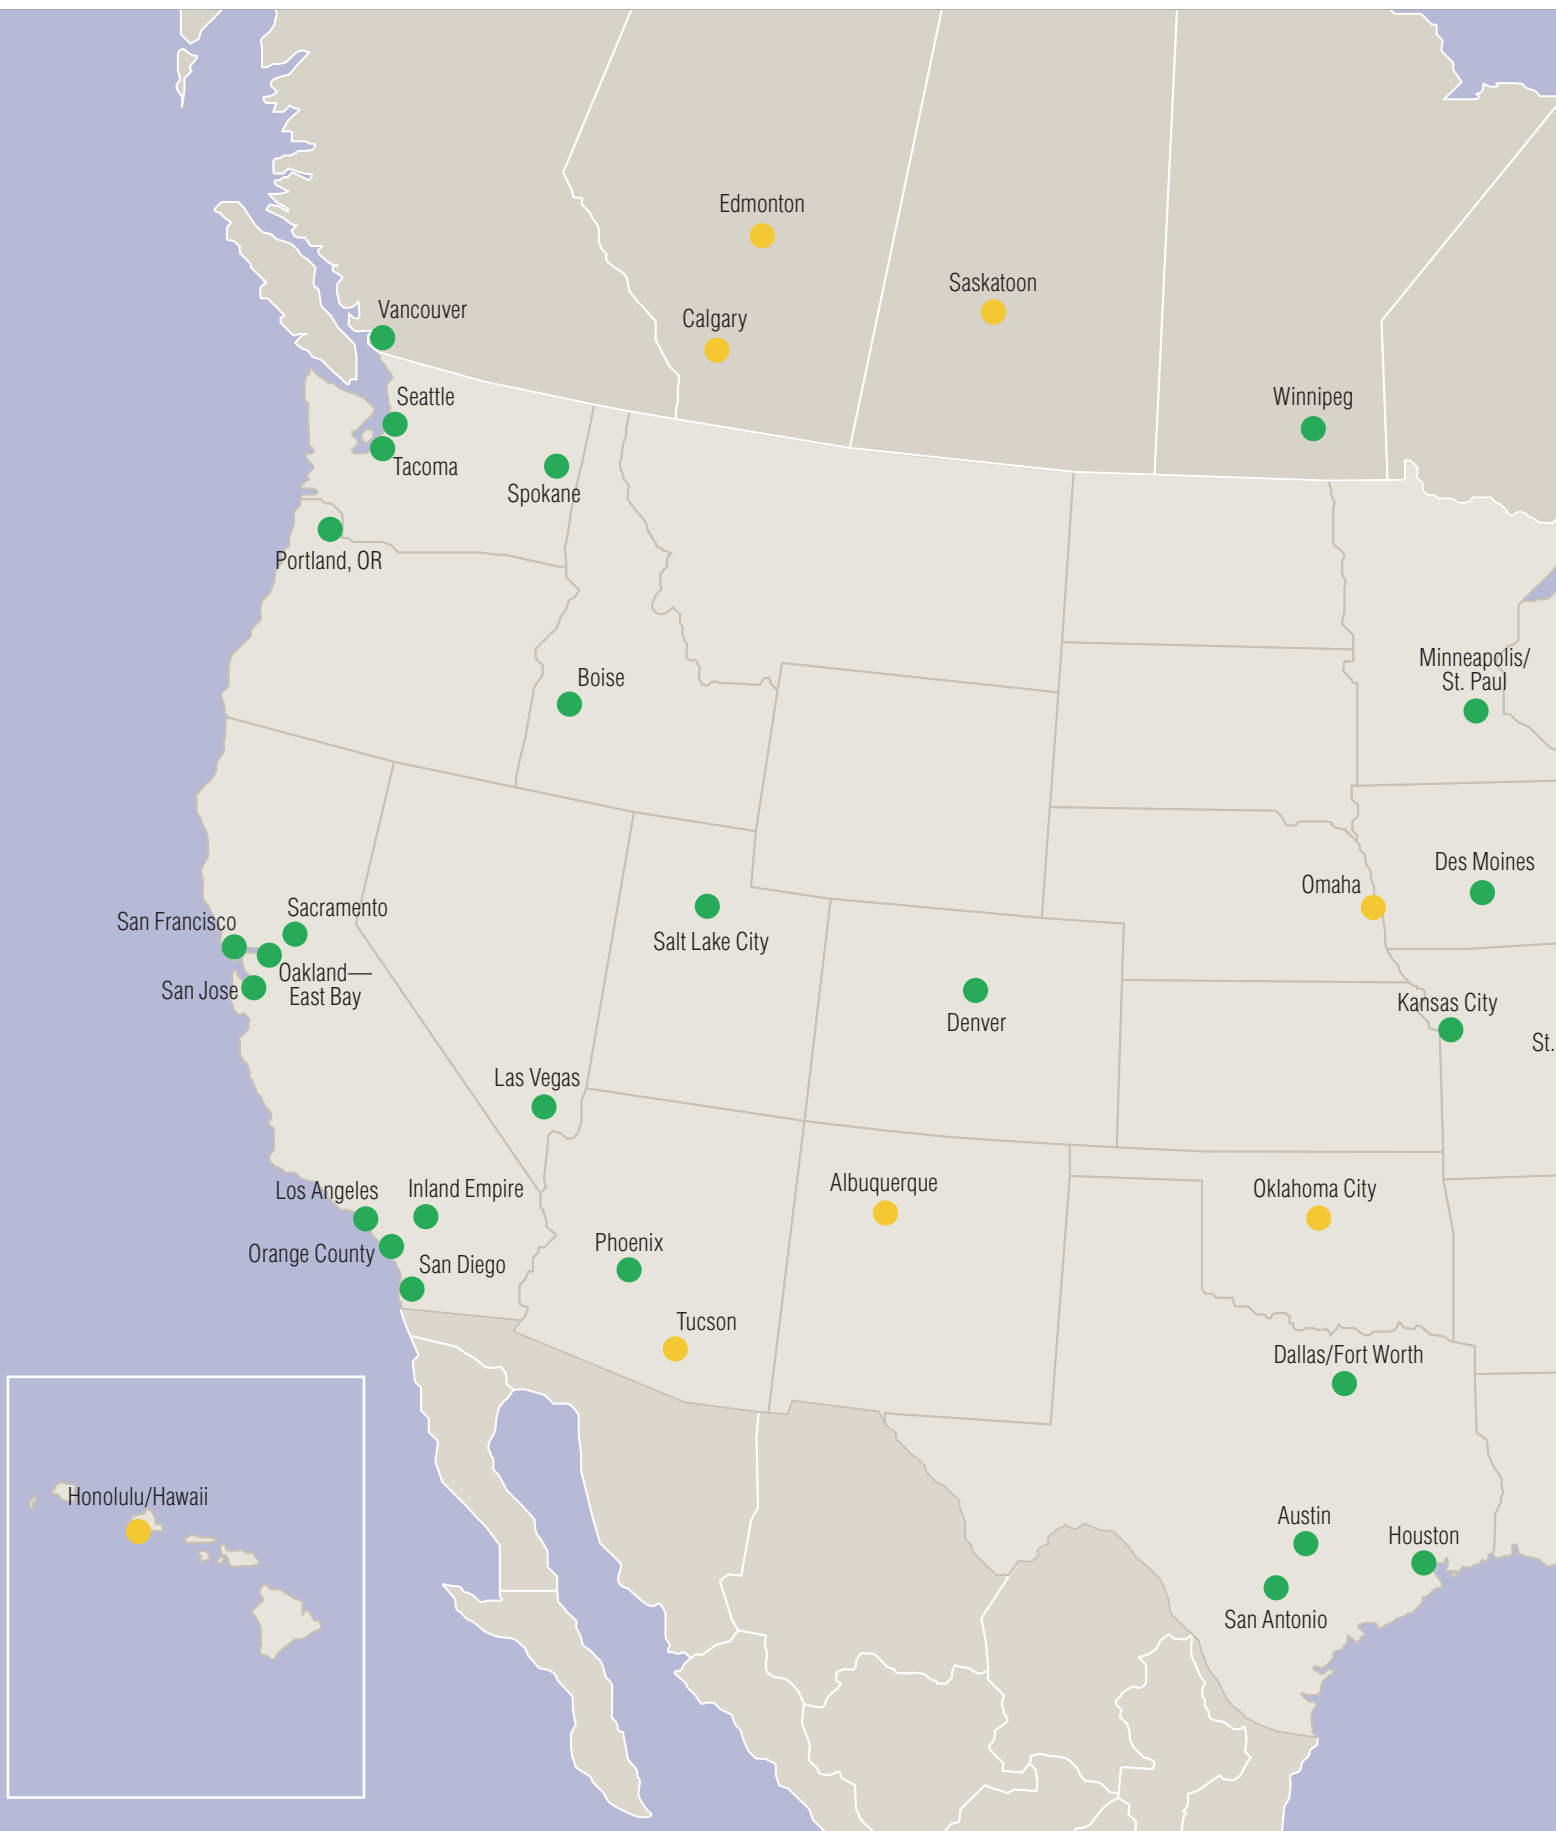 Edmonton
Saskatoon
Vancouver
Calgary
Seattle
Winnipeg
Tacoma
Spokane
Portland, OR
Minneapolis/
St. Paul
Boise
Des Moines
Omaha
San Francisco
Sacramento
Salt Lake City
Oakland—
East Bay
San Jose
Kansas City
Denver
St.
Las Vegas
Los Angeles
Inland Empire
Albuquerque
Oklahoma City
Orange County
Phoenix
San Diego
Tucson
Dallas/Fort Worth
Honolulu/Hawaii
Austin
Houston
San Antonio